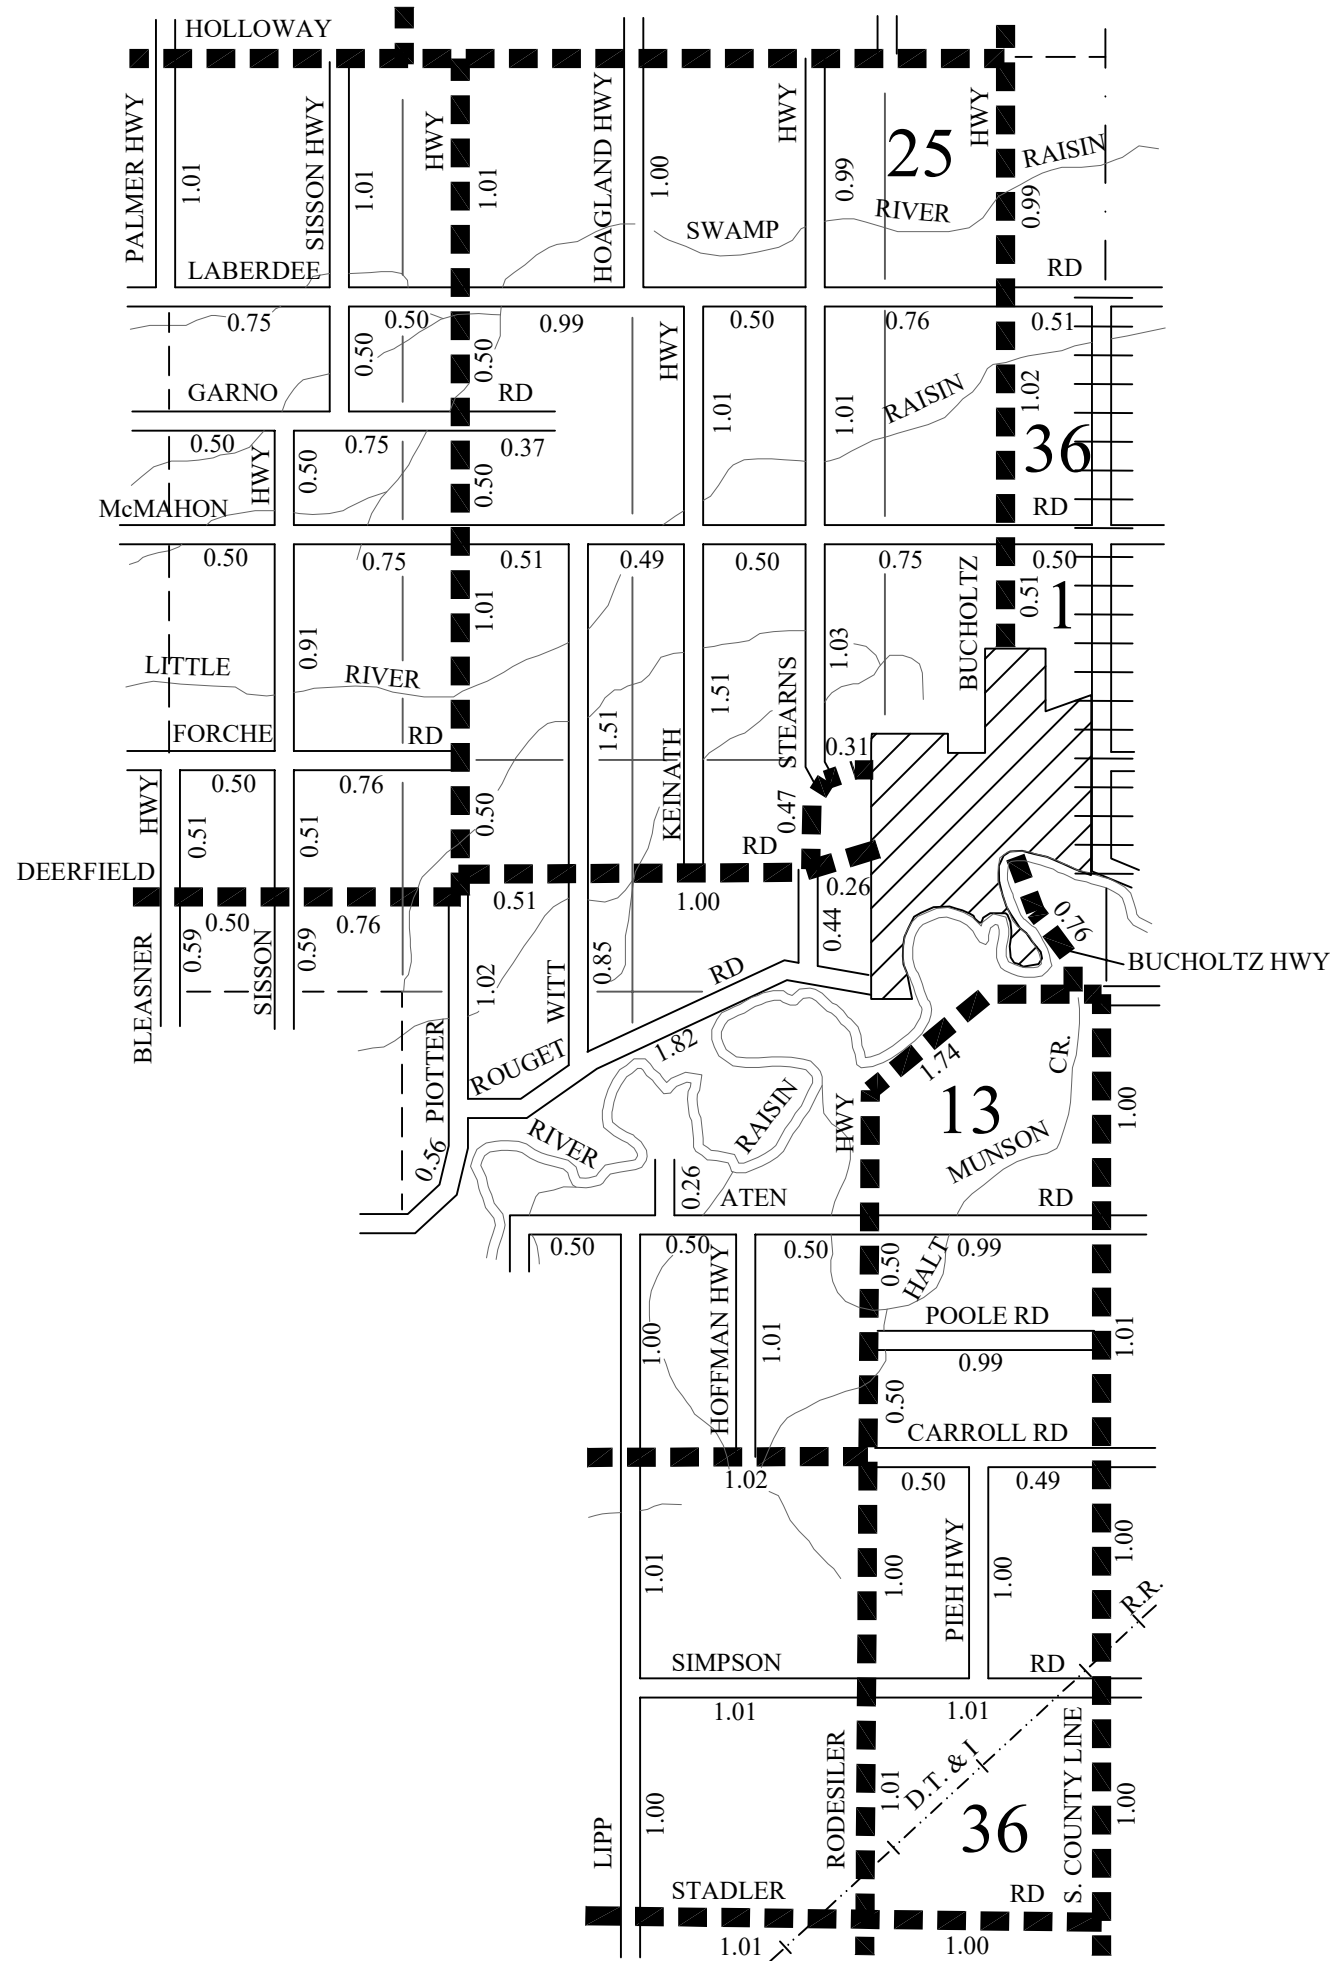 HOLLOWAY
PALMER HWY
1.01
SISSON HWY
1.01
HWY
1.01
HOAGLAND HWY
1.00
HWY
0.99
25
HWY
0.99
RAISIN
RIVER
SWAMP
LABERDEE
RD
0.75
0.50
0.99
0.50
0.76
0.51
0.50
0.50
HWY
1.01
1.01
RAISIN
1.02
GARNO
RD
36
0.50
0.75
0.37
HWY
0.50
0.50
McMAHON
RD
0.50
0.75
0.51
0.49
0.50
0.75
0.50
BUCHOLTZ
0.51
1
0.91
1.01
1.03
LITTLE
RIVER
STEARNS
1.51
1.51
FORCHE
RD
KEINATH
0.31
HWY
0.50
0.76
0.51
0.51
0.50
0.47
RD
DEERFIELD
0.51
1.00
0.26
0.50
0.76
0.59
0.59
SISSON
BLEASNER
0.44
0.76
BUCHOLTZ HWY
1.02
WITT
0.85
RD
ROUGET
1.82
1.74
CR.
PIOTTER
13
1.00
RIVER
RAISIN
HWY
MUNSON
0.56
0.26
ATEN
RD
0.50
0.50
0.50
0.50
HALT
0.99
HOFFMAN HWY
POOLE RD
1.00
1.01
0.99
1.01
0.50
CARROLL RD
1.02
0.50
0.49
1.01
1.00
PIEH HWY
1.00
1.00
R.R.
SIMPSON
RD
1.01
1.01
RODESILER
1.01
D.T. & I
S. COUNTY LINE
1.00
LIPP
1.00
36
STADLER
RD
1.01
1.00